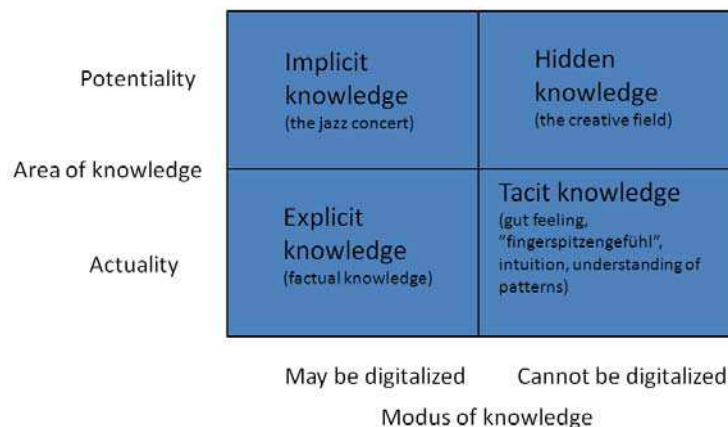 Potentiality
Implicit
knowledge
(the jazz concert)
Hidden
knowledge
(the creative field)
Area of knowledge
Actuality
Explicit
knowledge
(factual knowledge)
Tacit knowledge
(gut feeling,
"fingerspitzengefühl",
intuition, understanding of
patterns)
May be digitalized
Cannot be digitalized
Modus of knowledge